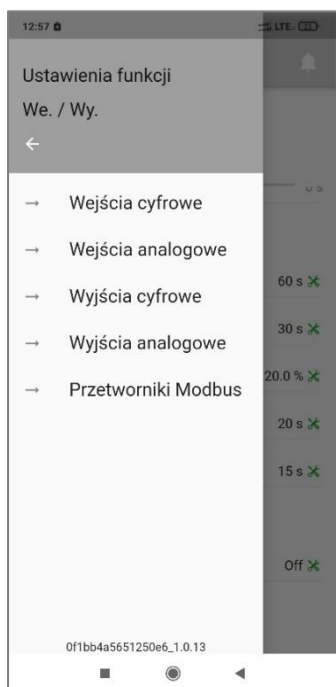 12:57
LTE
Ustawienia funkcji
We. / Wy.
Wejścia cyfrowe
Wejścia analogowe
Wyjścia cyfrowe
60 s
Wyjścia analogowe
30 s
Przetworniki Modbus
20.0 %
20 s
15 s
Off
0f1bb4a5651250e6_1.0.13